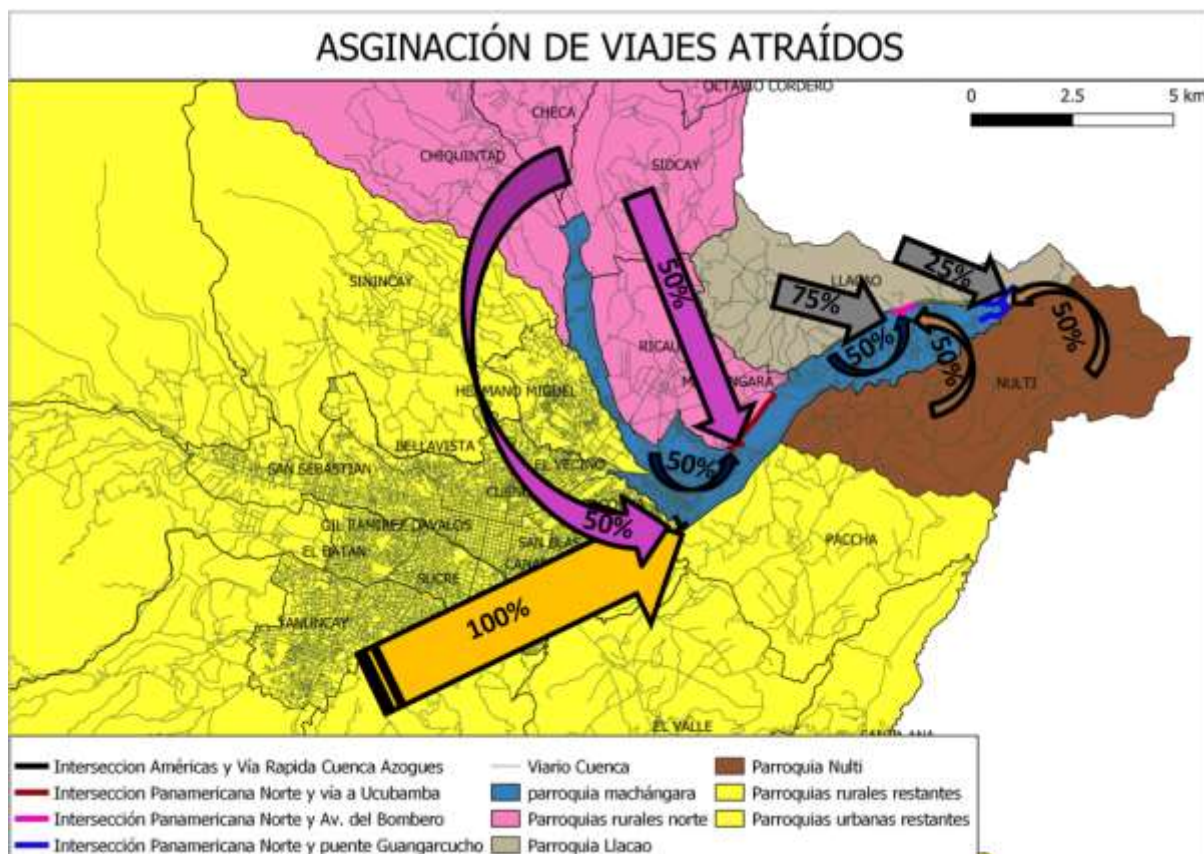 ASGINACIÓN DE VIAJES ATRAÍDOS
OCTAVIO CORDERO
0 2.5 5 km
CHECA
CHIQUINTAD
SIDCAY
SININCAY
50%
LLACAO
25%
75%
50%
50%
50%
RICAU
NULTI
HERMANO MIGUEL
BELLAVISTA
SAN SEBASTIAN
EL VECINO
50%
GIL RAMIREZ DAVALOS
SAN BLAS
50%
PACCHA
EL BATAN
SUCRE
100%
EL VALLE
Interseccion Américas y Vía Rapida Cuenca Azogues
Interseccion Panamericana Norte y vía a Ucubamba
Intersección Panamericana Norte y Av. del Bombero
Intersección Panamericana Norte y puente Guangarcucho
Viario Cuenca
parroquia machángara
Parroquias rurales norte
Parroquia Llacao
Parroquia Nulti
Parroquias rurales restantes
Parroquias urbanas restantes